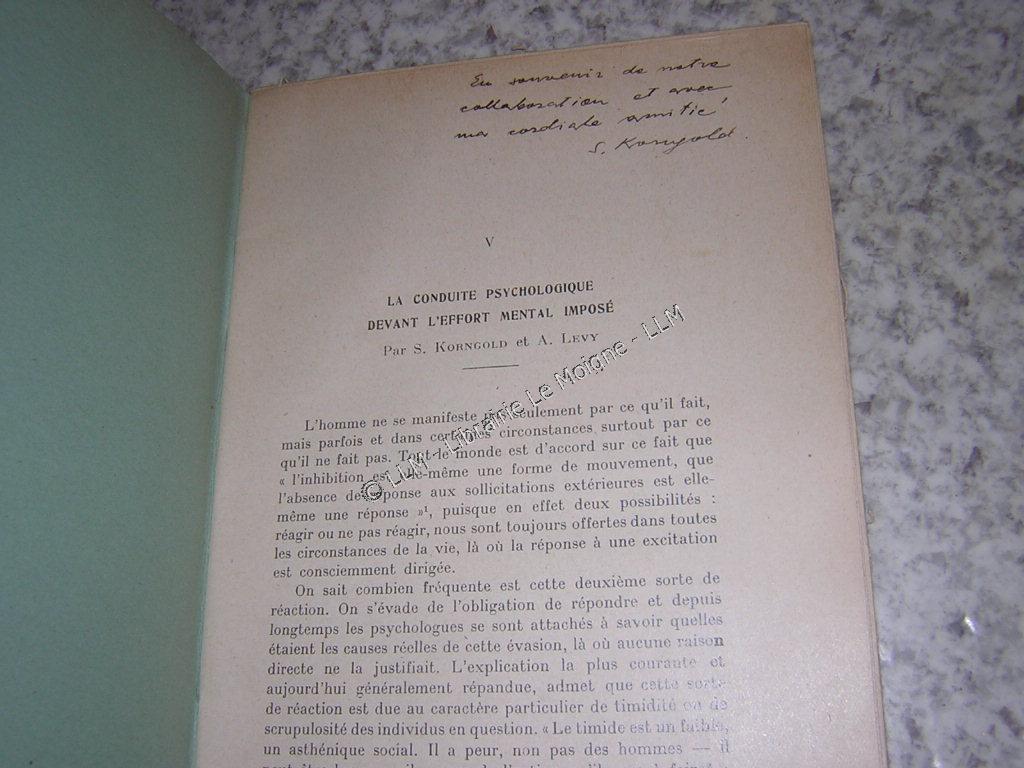 En souvenir de notre
collaboration et avec
ma cordiale amitié
S. Korngold.
V
LA CONDUITE PSYCHOLOGIQUE
DEVANT L'EFFORT MENTAL IMPOSÉ
Par S. KORNGOLD et A. LEVY
L'homme ne se manifeste pas seulement par ce qu'il fait,
mais parfois et dans certaines circonstances surtout par ce
qu'il ne fait pas. Tout le monde est d'accord sur ce fait que
« l'inhibition est elle-même une forme de mouvement, que
l'absence de réponse aux sollicitations extérieures est elle-
même une réponse »¹, puisque en effet deux possibilités :
réagir ou ne pas réagir, nous sont toujours offertes dans toutes
les circonstances de la vie, là où la réponse à une excitation
est consciemment dirigée.
On sait combien fréquente est cette deuxième sorte de
réaction. On s'évade de l'obligation de répondre et depuis
longtemps les psychologues se sont attachés à savoir quelles
étaient les causes réelles de cette évasion, là où aucune raison
directe ne la justifiait. L'explication la plus courante et
aujourd'hui généralement répandue, admet que cette sorte
de réaction est due au caractère particulier de timidité ou de
scrupulosité des individus en question. « Le timide est un faible,
un asthénique social. Il a peur, non pas des hommes — il
© LLM - Librairie Le Moigne - LLM